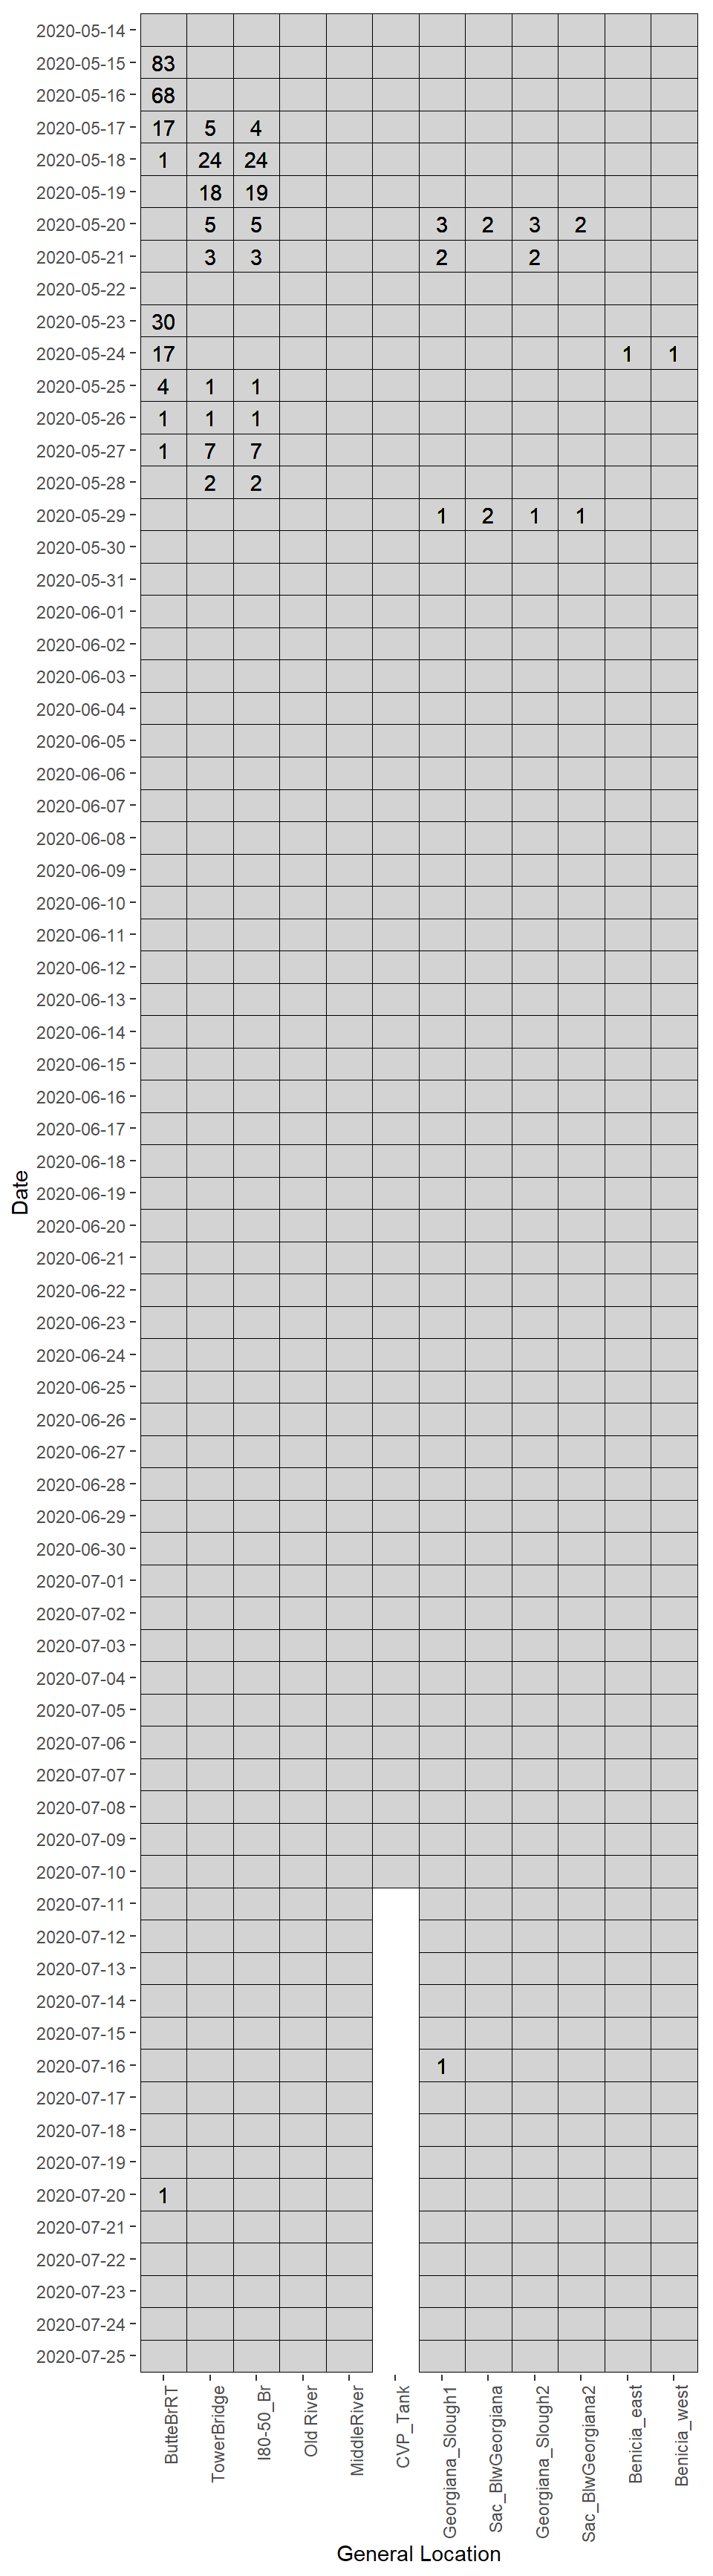 2020-05-14
2020-05-15 83
2020-05-16 68
2020-05-17 17 5 4
2020-05-18 1 24 24
2020-05-19 18 19
2020-05-20 5 5 3 2 3 2
2020-05-21 3 3 2 2
2020-05-22
2020-05-23 30
2020-05-24 17 1 1
2020-05-25 4 1 1
2020-05-26 1 1 1
2020-05-27 1 7 7
2020-05-28 2 2
2020-05-29 1 2 1 1
2020-05-30
2020-05-31
2020-06-01
2020-06-02
2020-06-03
2020-06-04
2020-06-05
2020-06-06
2020-06-07
2020-06-08
2020-06-09
2020-06-10
2020-06-11
2020-06-12
2020-06-13
2020-06-14
2020-06-15
2020-06-16
2020-06-17
2020-06-18
2020-06-19
2020-06-20
2020-06-21
2020-06-22
2020-06-23
2020-06-24
2020-06-25
2020-06-26
2020-06-27
2020-06-28
2020-06-29
2020-06-30
2020-07-01
2020-07-02
2020-07-03
2020-07-04
2020-07-05
2020-07-06
2020-07-07
2020-07-08
2020-07-09
2020-07-10
2020-07-11
2020-07-12
2020-07-13
2020-07-14
2020-07-15
2020-07-16 1
2020-07-17
2020-07-18
2020-07-19
2020-07-20 1
2020-07-21
2020-07-22
2020-07-23
2020-07-24
2020-07-25
Date
ButteBrRT
TowerBridge
I80-50_Br
Old River
MiddleRiver
CVP_Tank
Georgiana_Slough1
Sac_BlwGeorgiana
Georgiana_Slough2
Sac_BlwGeorgiana2
Benicia_east
Benicia_west
General Location